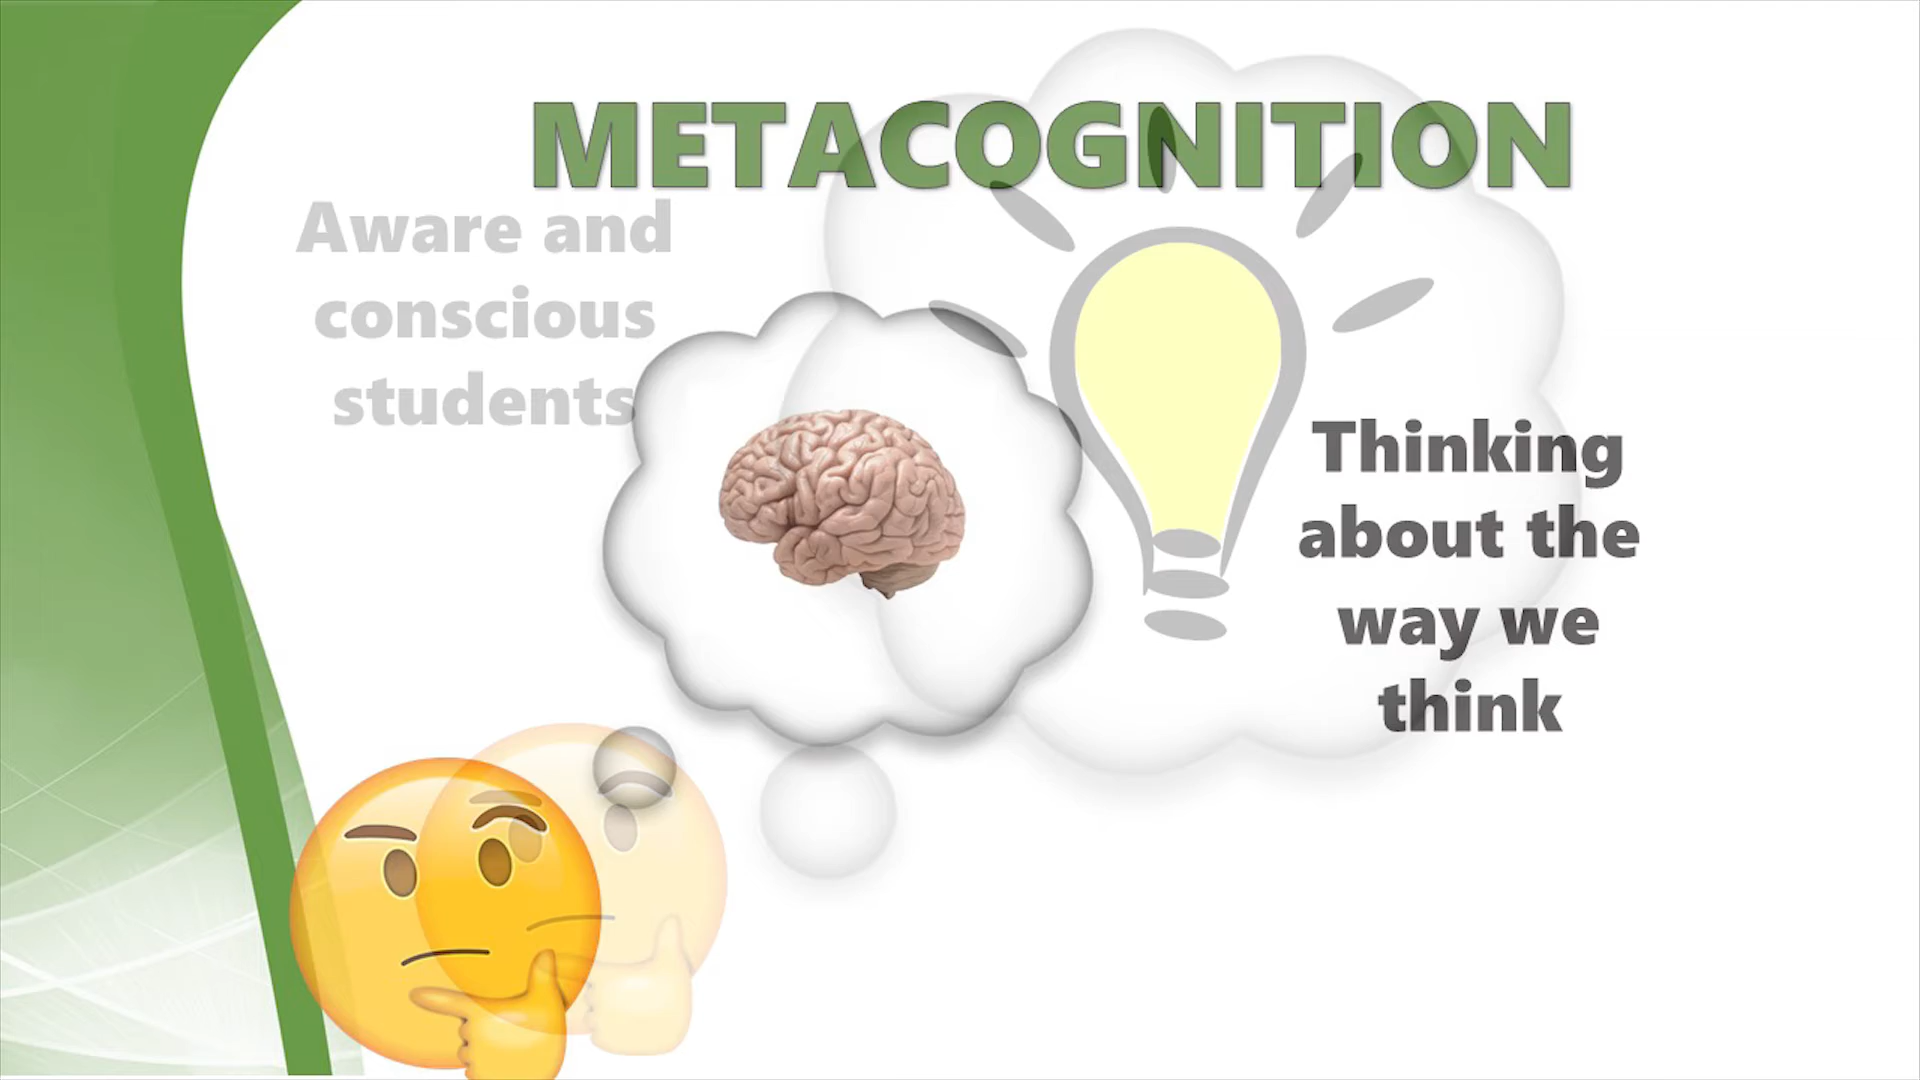 METACOGNITION
Aware and
conscious
students
Thinking
about the
way we
think